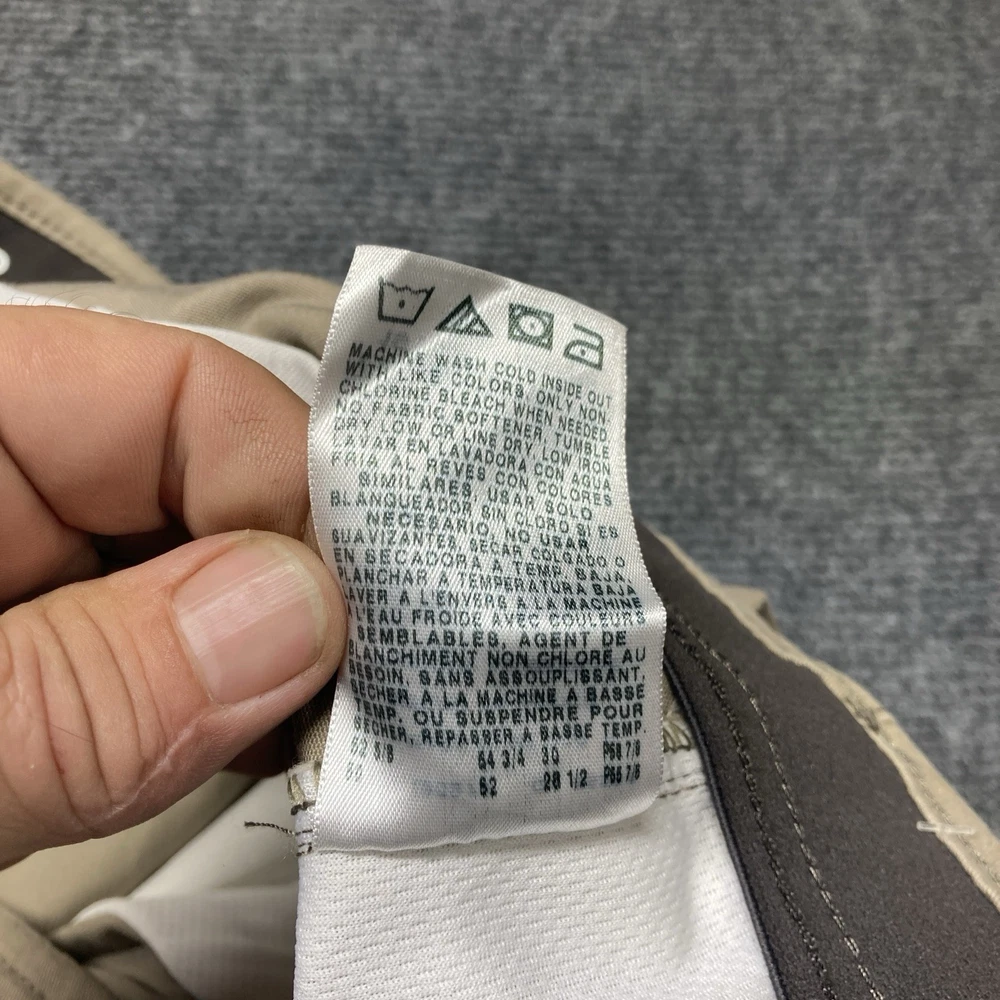 MACHINE WASH COLD INSIDE OUT
WITH LIKE COLORS ONLY NON
CHLORINE BLEACH WHEN NEEDED
NO FABRIC SOFTENER, TUMBLE
DRY LOW OR LINE DRY, LOW IRON
LAVAR EN LAVADORA CON AGUA
FRIA AL REVES CON COLORES
SIMILARES, USAR SOLO
BLANQUEADOR SIN CLORO SI ES
NECESARIO, NO USAR
SUAVIZANTES, SECAR COLGADO O
EN SECADORA A TEMP. BAJA,
PLANCHAR A TEMPERATURA BAJA
AVER A L'ENVERS A LA MACHINE
L'VEAU FROIDE AVEC COULEURS
SEMBLABLES, AGENT DE
BLANCHIMENT NON CHLORE AU
BESOIN, SANS ASSOUPLISSANT,
SECHER A LA MACHINE A BASSE
TEMP. OU SUSPENDRE POUR
SECHER, REPASSER A BASSE TEMP.
54 3/4 30
52 28 1/2